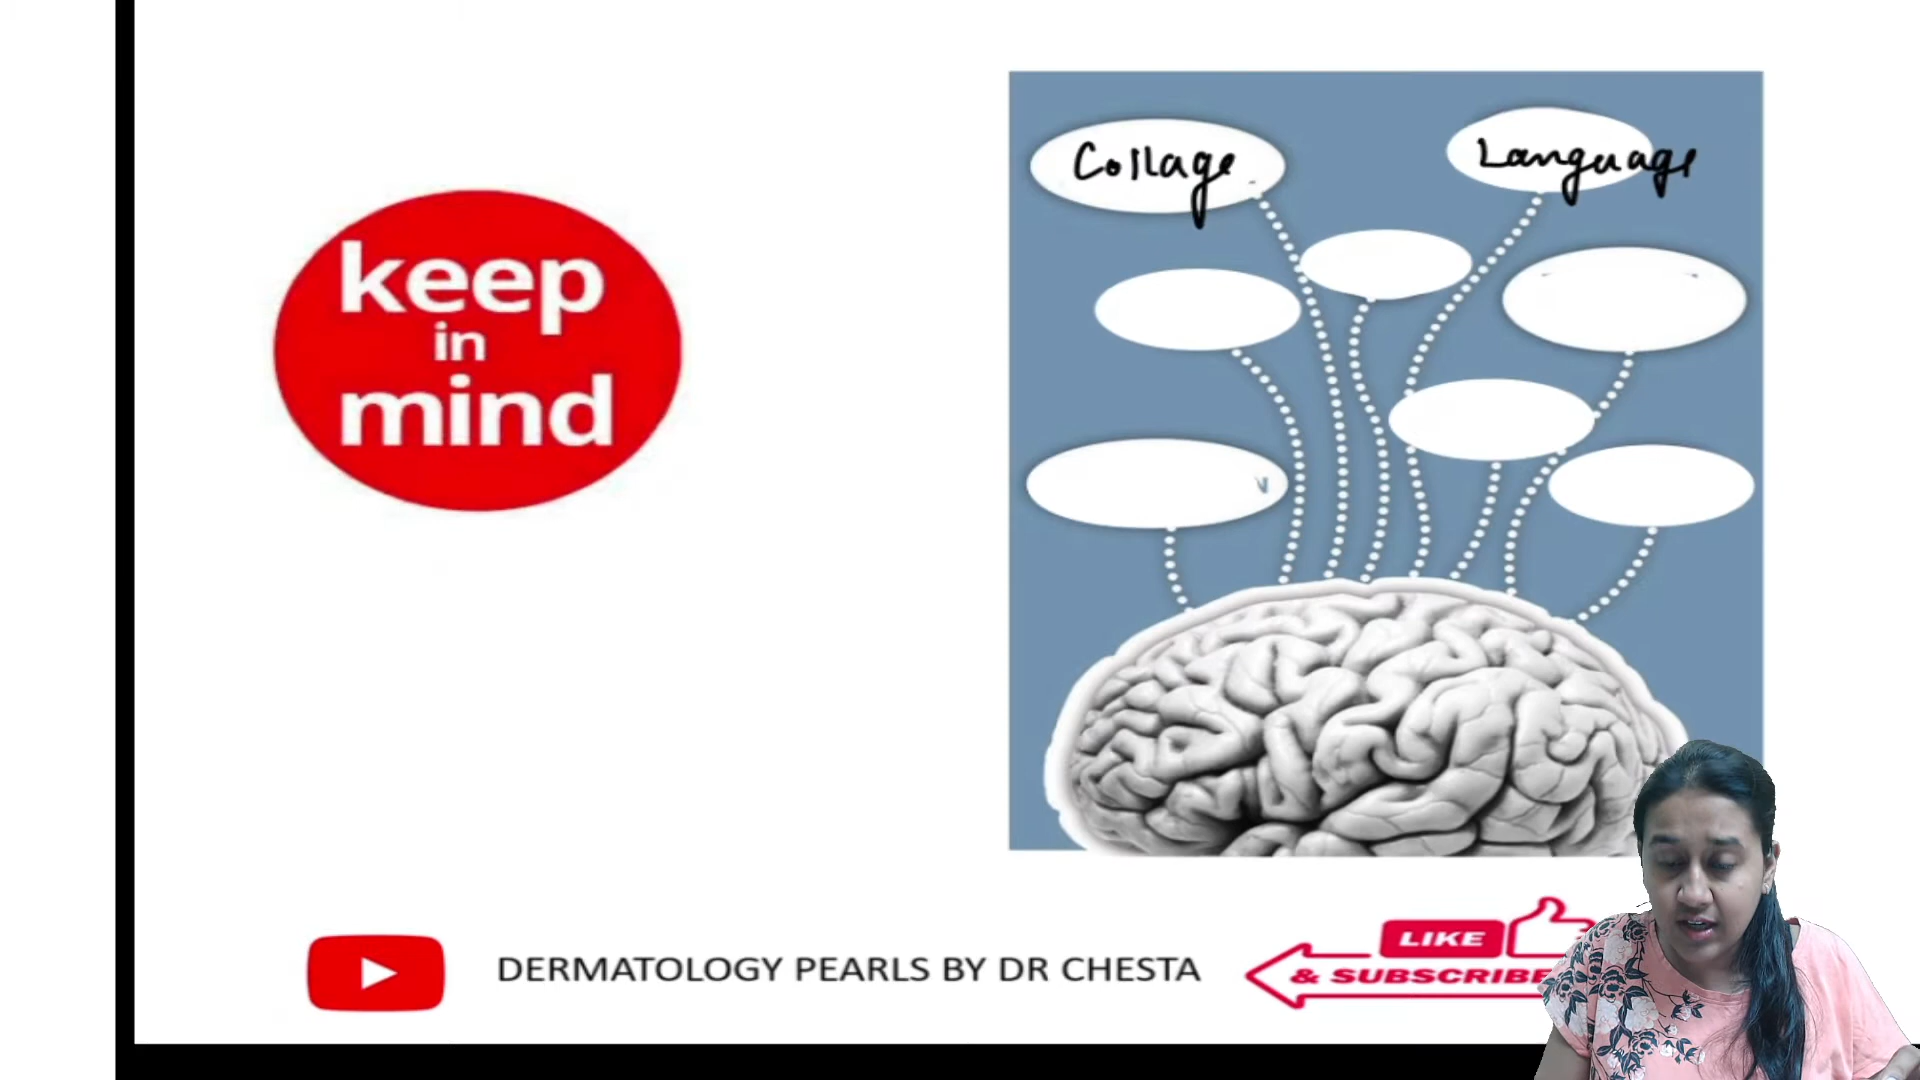 keep
in
mind
Collage
Language
DERMATOLOGY PEARLS BY DR CHESTA
LIKE
& SUBSCRIBE